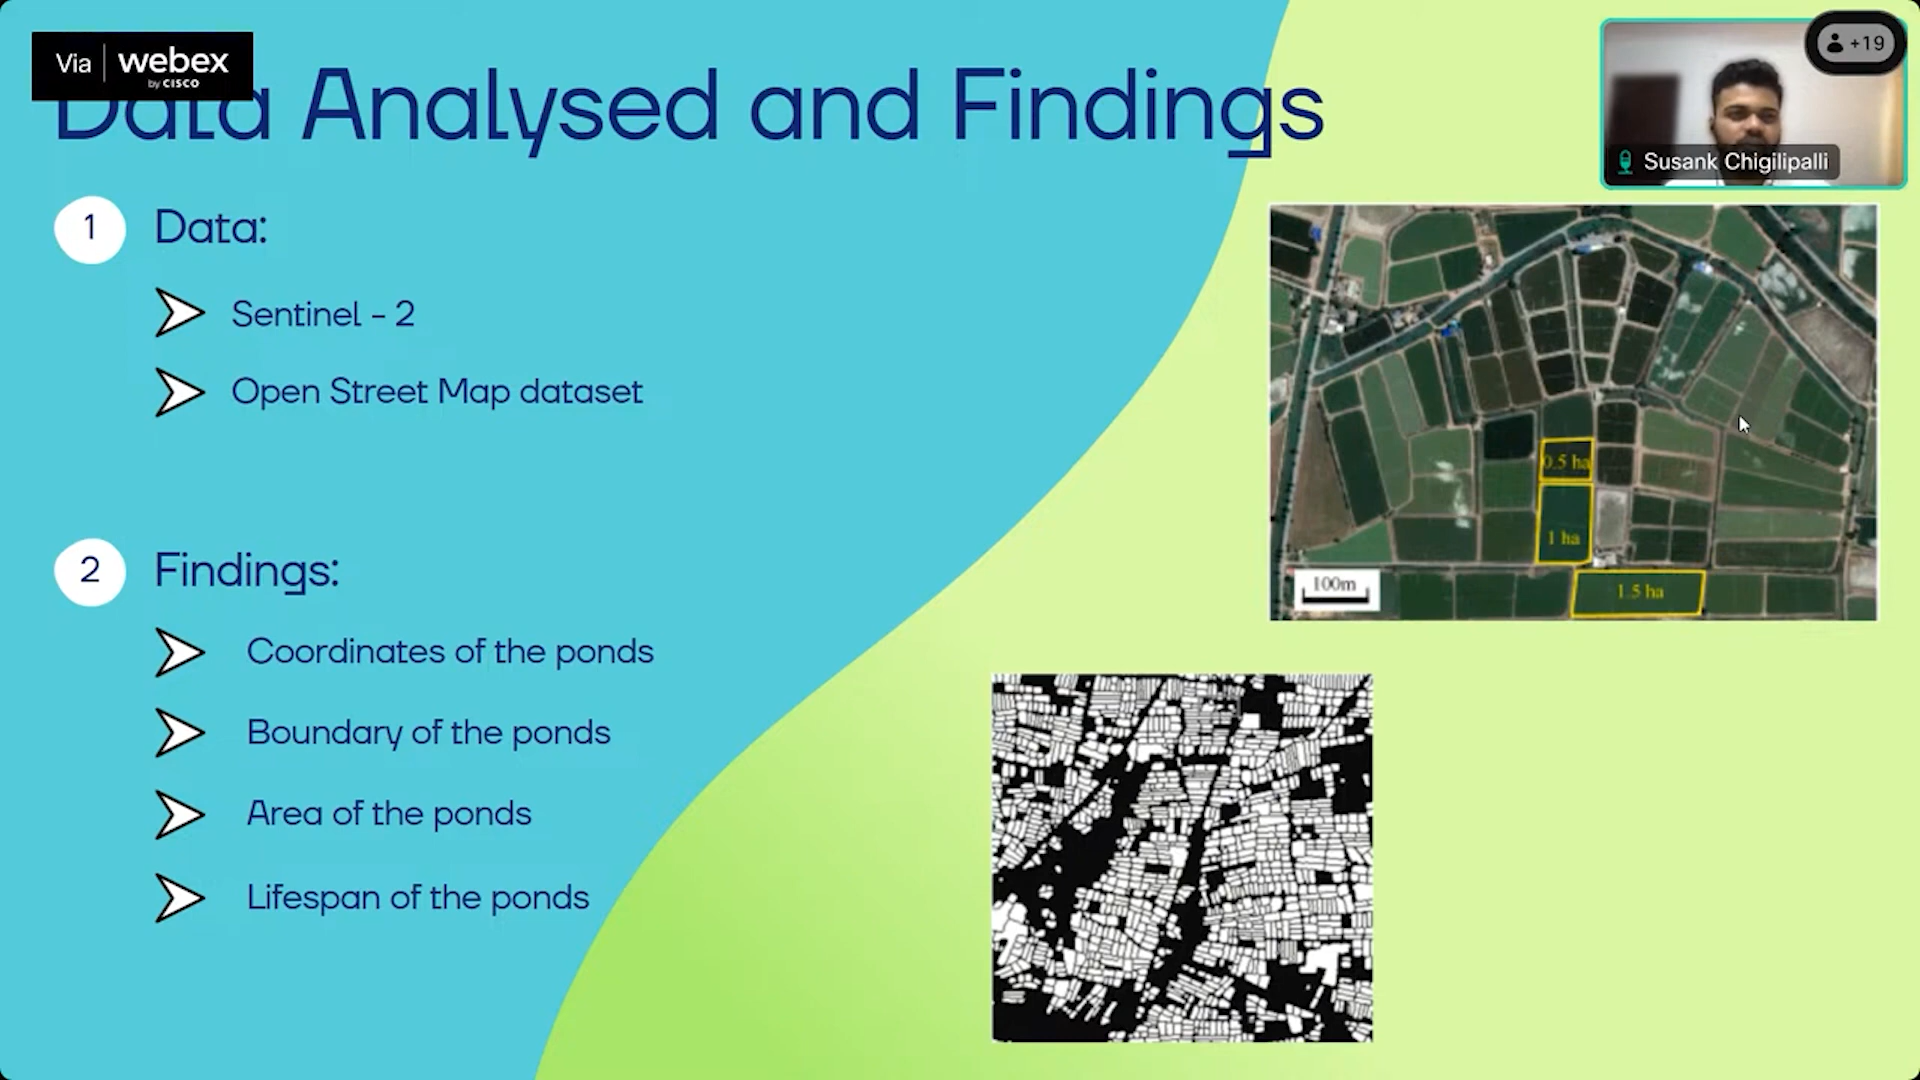 Via webex
by CISCO
Data Analysed and Findings
+19
Susank Chigilipalli
1 Data:
Sentinel - 2
Open Street Map dataset
2 Findings:
Coordinates of the ponds
Boundary of the ponds
Area of the ponds
Lifespan of the ponds
0.5 ha
1 ha
1.5 ha
100m